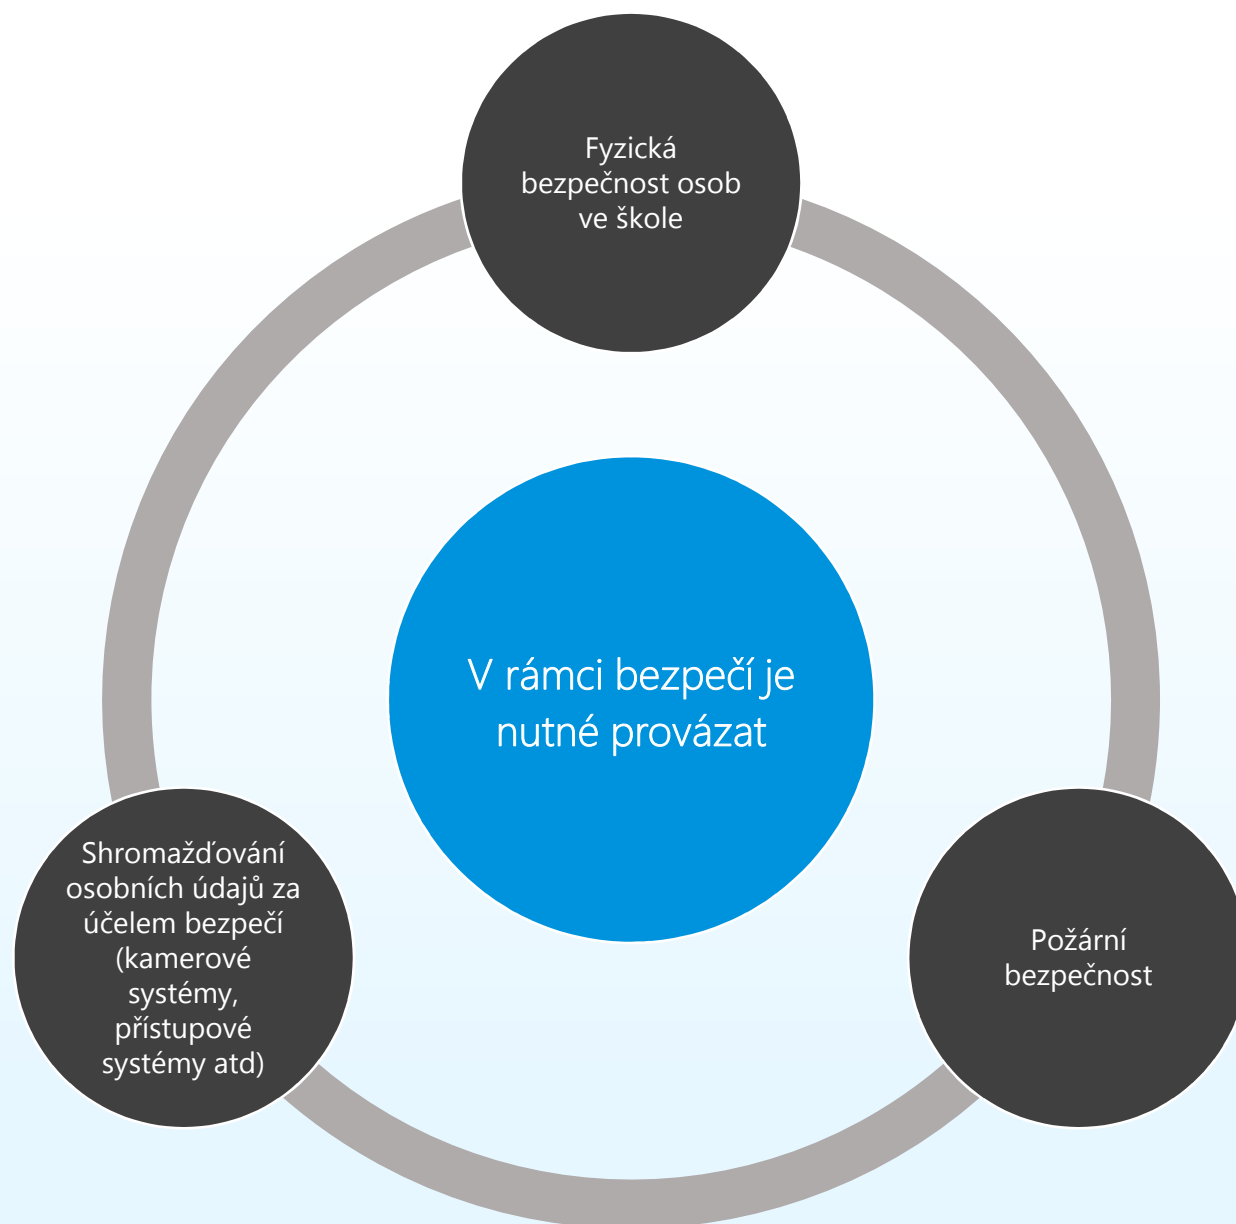 Fyzická
bezpečnost osob
ve škole
V rámci bezpečí je
nutné provázat
Shromažďování
osobních údajů za
účelem bezpečí
(kamerové
systémy,
přístupové
systémy atd)
Požární
bezpečnost